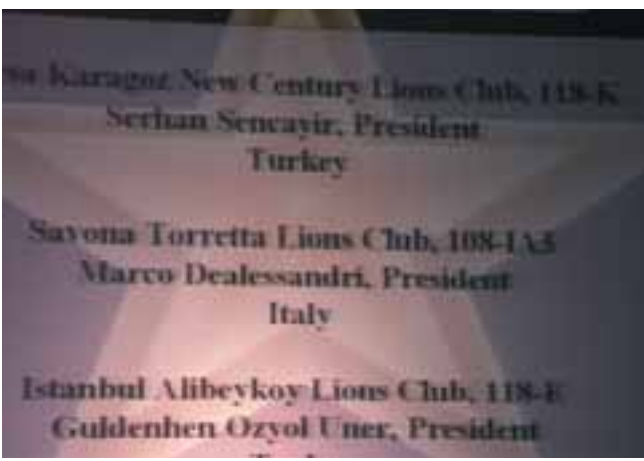 Karagoz New Century Lions Club, 118-K
Serhan Sencayir, President
Turkey
Savona Torretta Lions Club, 108-IA3
Marco Dealessandri, President
Italy
Istanbul Alibeykoy Lions Club, 118-E
Guldenhen Ozyol Uner, President